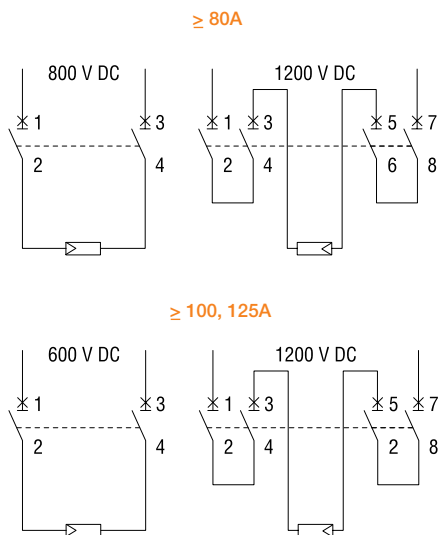 ≥ 80A
800 V DC 1200 V DC
1 3 1 3 5 7
2 4 2 4 6 8
≥ 100, 125A
600 V DC 1200 V DC
1 3 1 3 5 7
2 4 2 4 2 8